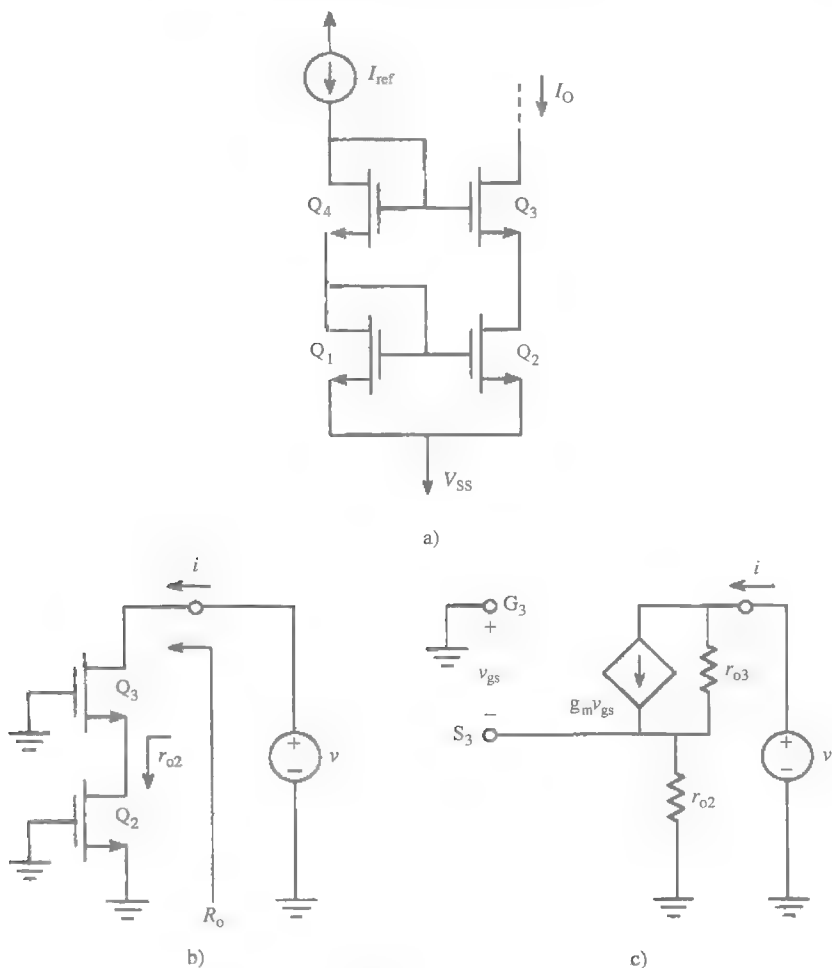 I_ref
I_O
Q_4
Q_3
Q_1
Q_2
V_SS
a)
i
Q_3
r_o2
Q_2
R_o
+
−
v
b)
i
G_3
+
v_gs
−
S_3
g_m v_gs
r_o3
r_o2
+
−
v
c)